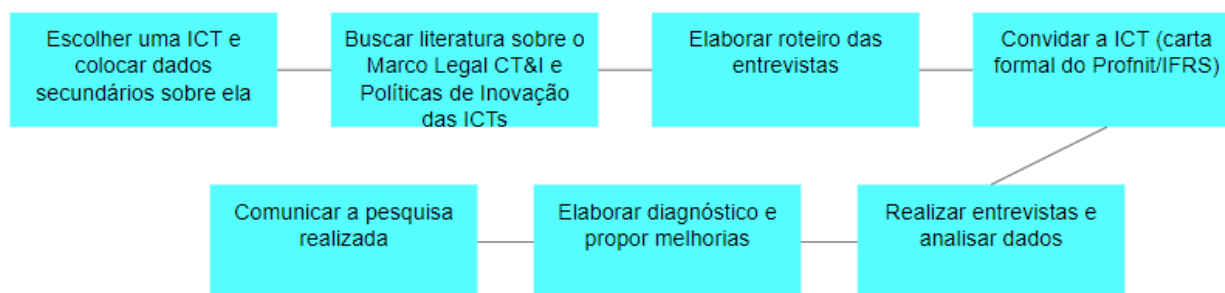 Escolher uma ICT e
colocar dados
secundários sobre ela
Buscar literatura sobre o
Marco Legal CT&I e
Políticas de Inovação
das ICTs
Elaborar roteiro das
entrevistas
Convidar a ICT (carta
formal do Profnit/IFRS)
Realizar entrevistas e
analisar dados
Elaborar diagnóstico e
propor melhorias
Comunicar a pesquisa
realizada